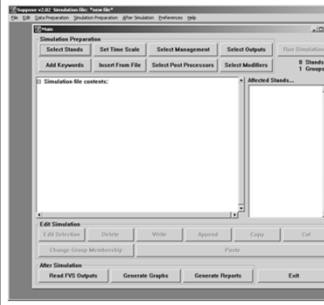 Suppose v2.02 Simulation file: *new file*
File Edit Data Preparation Simulation Preparation After Simulation Preferences Help
Main
Simulation Preparation
Select Stands Set Time Scale Select Management Select Outputs Run Simulation
Add Keywords Insert From File Select Post Processors Select Modifiers
0 Stands
1 Groups
Simulation file contents:
Affected Stands...
Edit Simulation
Edit Selection Delete Write Append Copy Cut
Change Group Membership Paste
After Simulation
Read FVS Outputs Generate Graphs Generate Reports Exit